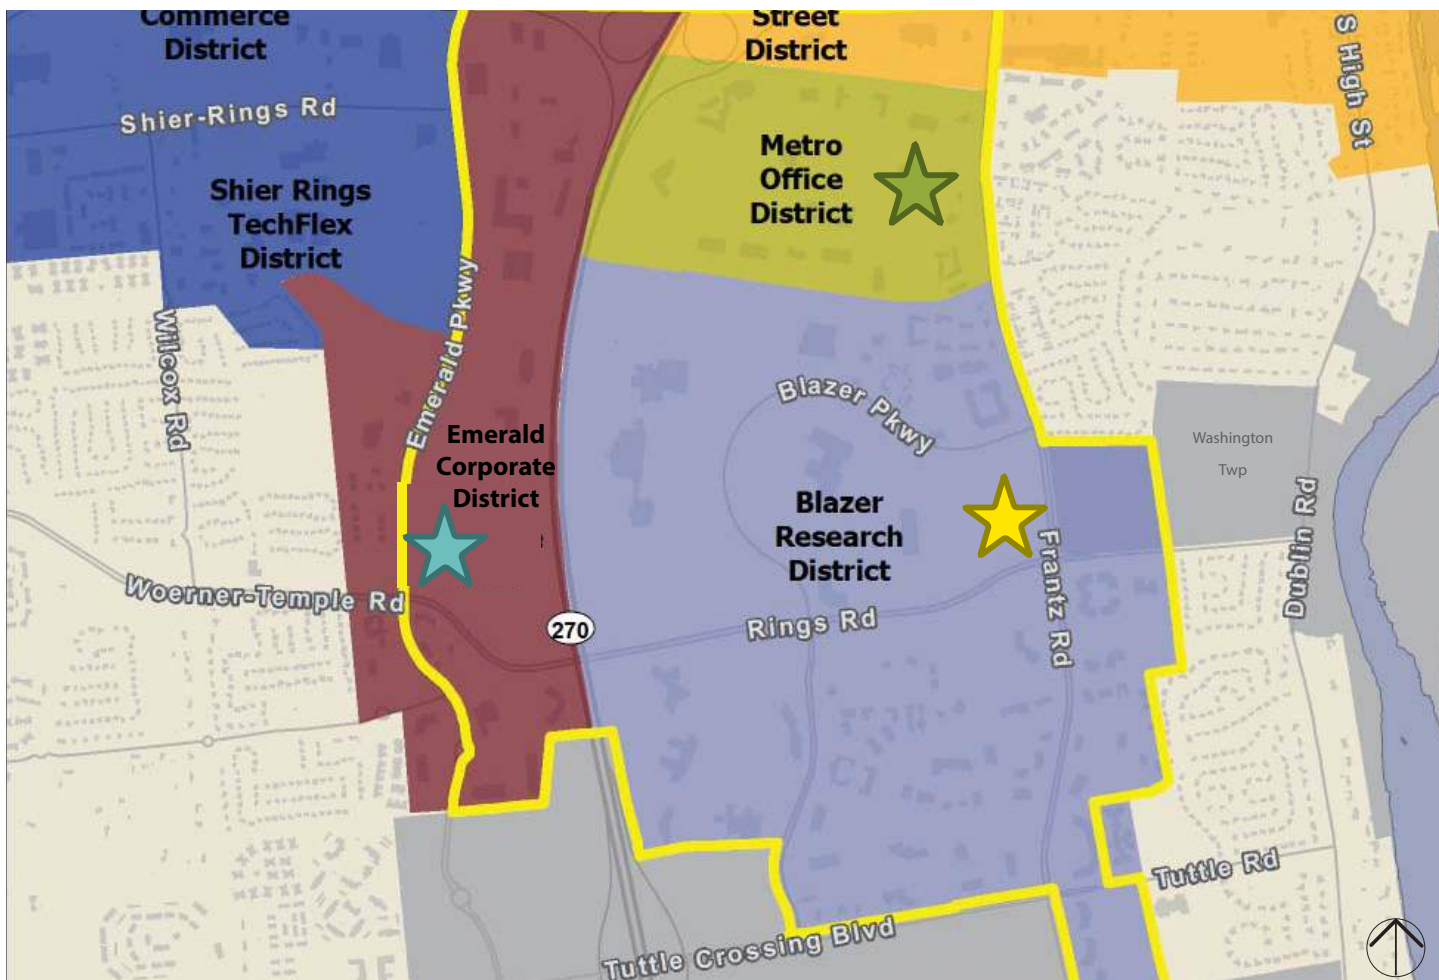 Commerce
District
Street
District
S High St
Shier-Rings Rd
Metro
Office
District
Shier Rings
TechFlex
District
Emerald Pkwy
Wilcox Rd
Blazer Pkwy
Emerald
Corporate
District
Washington
Twp
Blazer
Research
District
Dublin Rd
Frantz Rd
Woerner-Temple Rd
270
Rings Rd
Tuttle Rd
Tuttle Crossing Blvd